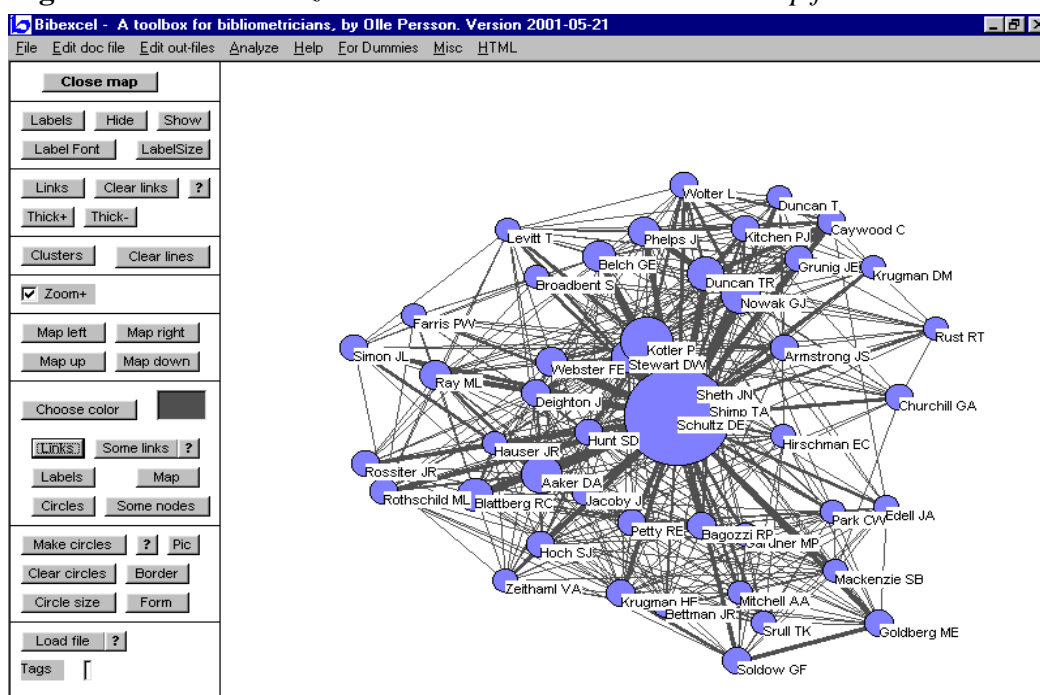 Bibexcel - A toolbox for bibliometricians, by Olle Persson. Version 2001-05-21
File Edit doc file Edit out-files Analyze Help For Dummies Misc HTML
Close map
Labels Hide Show
Label Font LabelSize
Links Clear links ?
Thick+ Thick-
Clusters Clear lines
Zoom+
Map left Map right
Map up Map down
Choose color
Links Some links ?
Labels Map
Circles Some nodes
Make circles ? Pic
Clear circles Border
Circle size Form
Load file ?
Tags
Wolter L
Duncan T
Caywood C
Levitt T
Phelps J
Kitchen PJ
Belch GE
Grunig JE
Krugman DM
Broadbent S
Duncan TR
Nowak GJ
Farris PW
Rust RT
Simon JL
Kotler P
Armstrong JS
Stewart DW
Webster FE
Ray ML
Sheth JN
Deighton J
Shimp TA
Churchill GA
Schultz DE
Hunt SD
Hirschman EC
Hauser JR
Rossiter JR
Aaker DA
Rothschild ML
Blattberg RC
Jacoby J
Park CW
Edell JA
Petty RE
Bagozzi RP
Gardner MP
Hoch SJ
Mackenzie SB
Zeithaml VA
Krugman HE
Mitchell AA
Bettman JR
Srull TK
Goldberg ME
Soldow GF